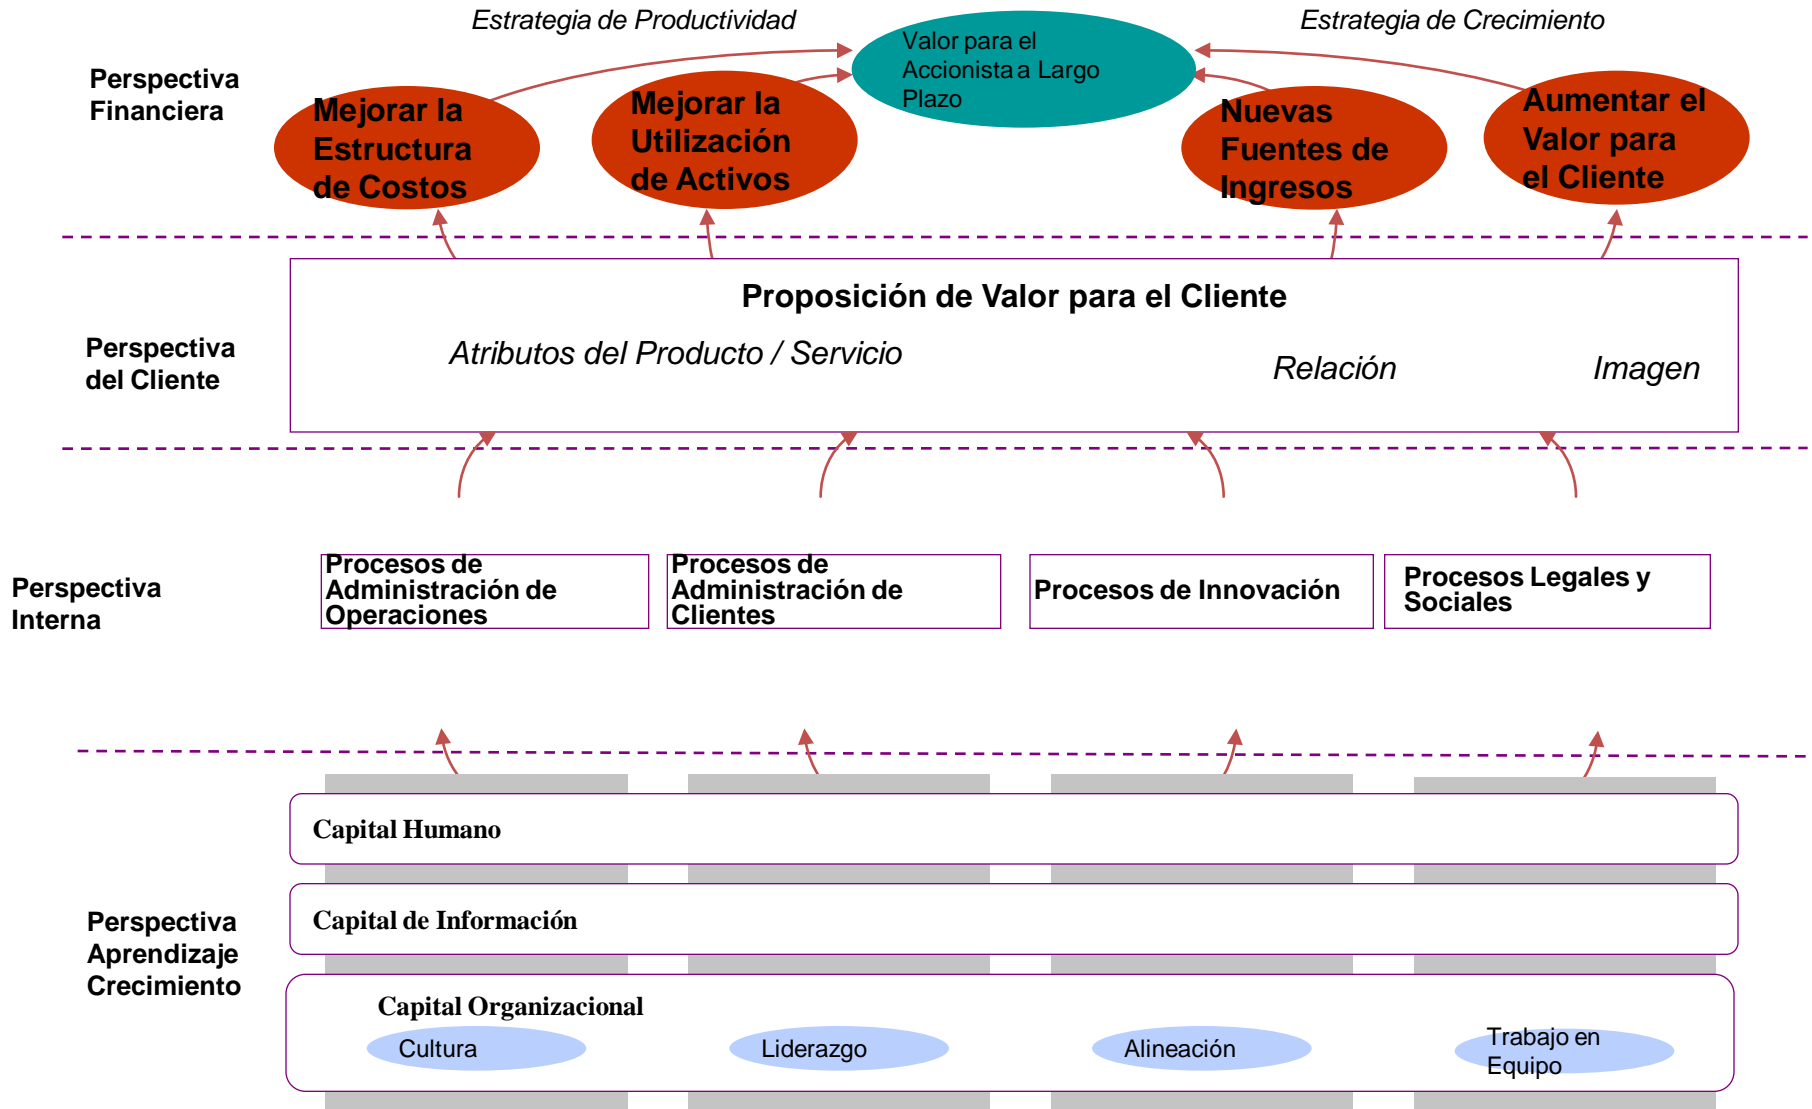 Estrategia de Productividad
Estrategia de Crecimiento
Valor para el
Accionista a Largo
Plazo
Perspectiva
Financiera
Mejorar la
Estructura
de Costos
Mejorar la
Utilización
de Activos
Nuevas
Fuentes de
Ingresos
Aumentar el
Valor para
el Cliente
Perspectiva
del Cliente
Proposición de Valor para el Cliente
Atributos del Producto / Servicio
Relación
Imagen
Perspectiva
Interna
Procesos de
Administración de
Operaciones
Procesos de
Administración de
Clientes
Procesos de Innovación
Procesos Legales y
Sociales
Perspectiva
Aprendizaje
Crecimiento
Capital Humano
Capital de Información
Capital Organizacional
Cultura
Liderazgo
Alineación
Trabajo en
Equipo